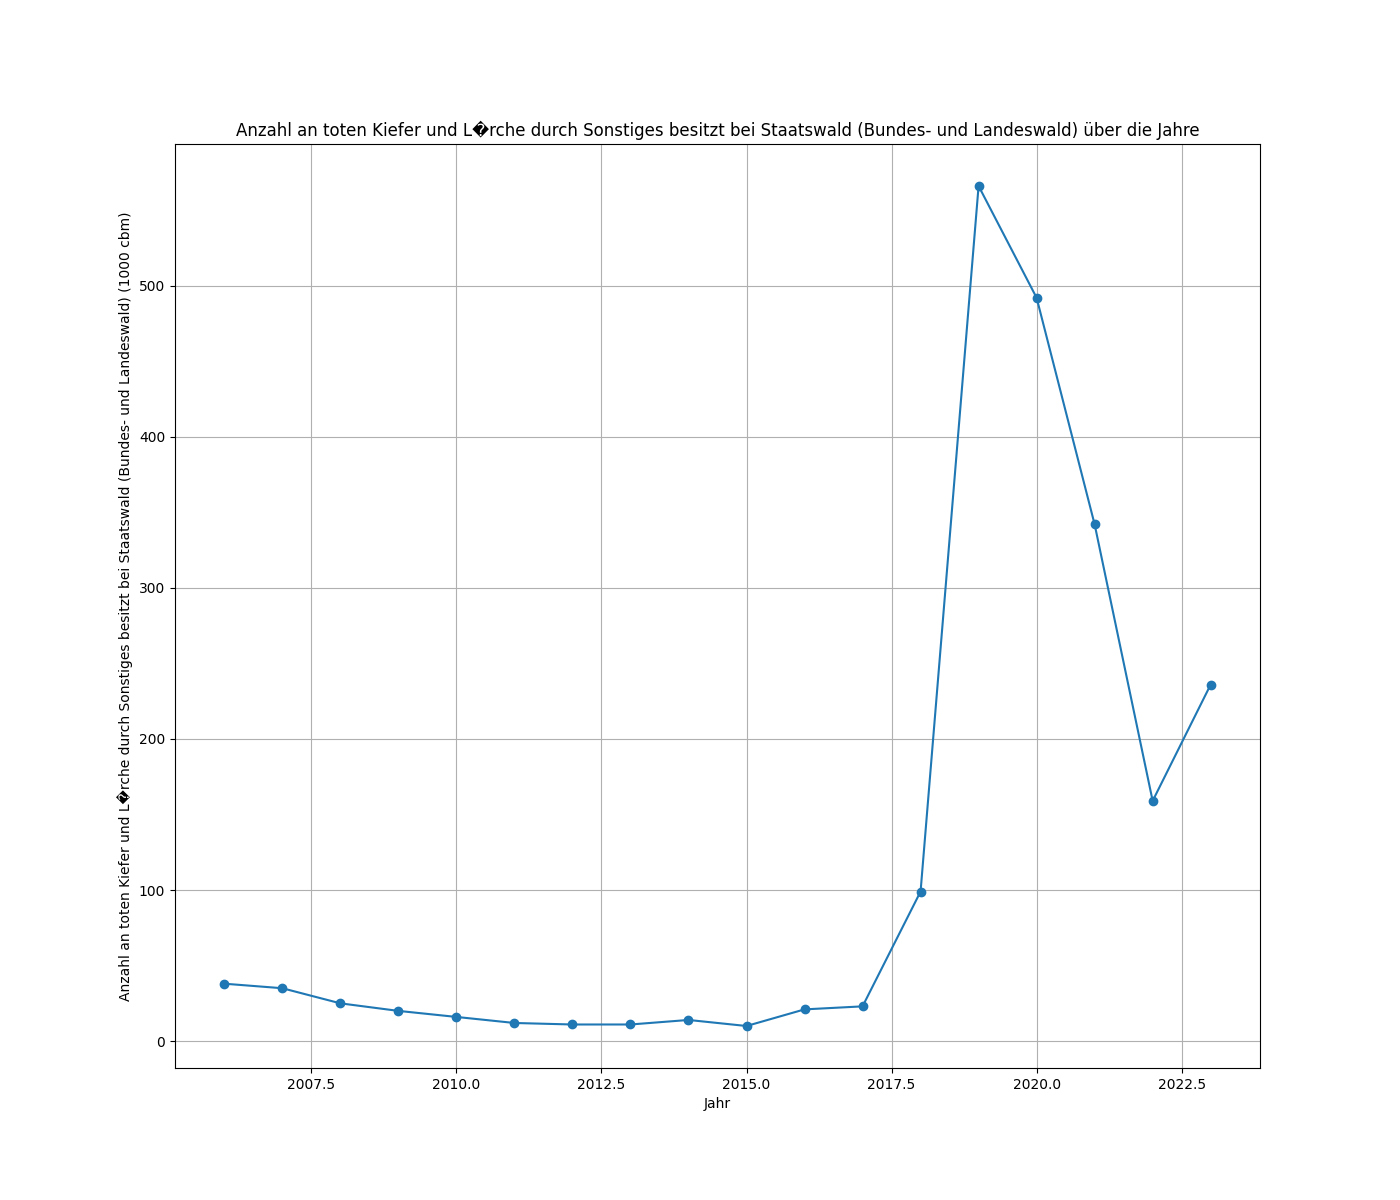 Anzahl an toten Kiefer und L�rche durch Sonstiges besitzt bei Staatswald (Bundes- und Landeswald) über die Jahre
Anzahl an toten Kiefer und L�rche durch Sonstiges besitzt bei Staatswald (Bundes- und Landeswald) (1000 cbm)
500
400
300
200
100
0
2007.5 2010.0 2012.5 2015.0 2017.5 2020.0 2022.5
Jahr